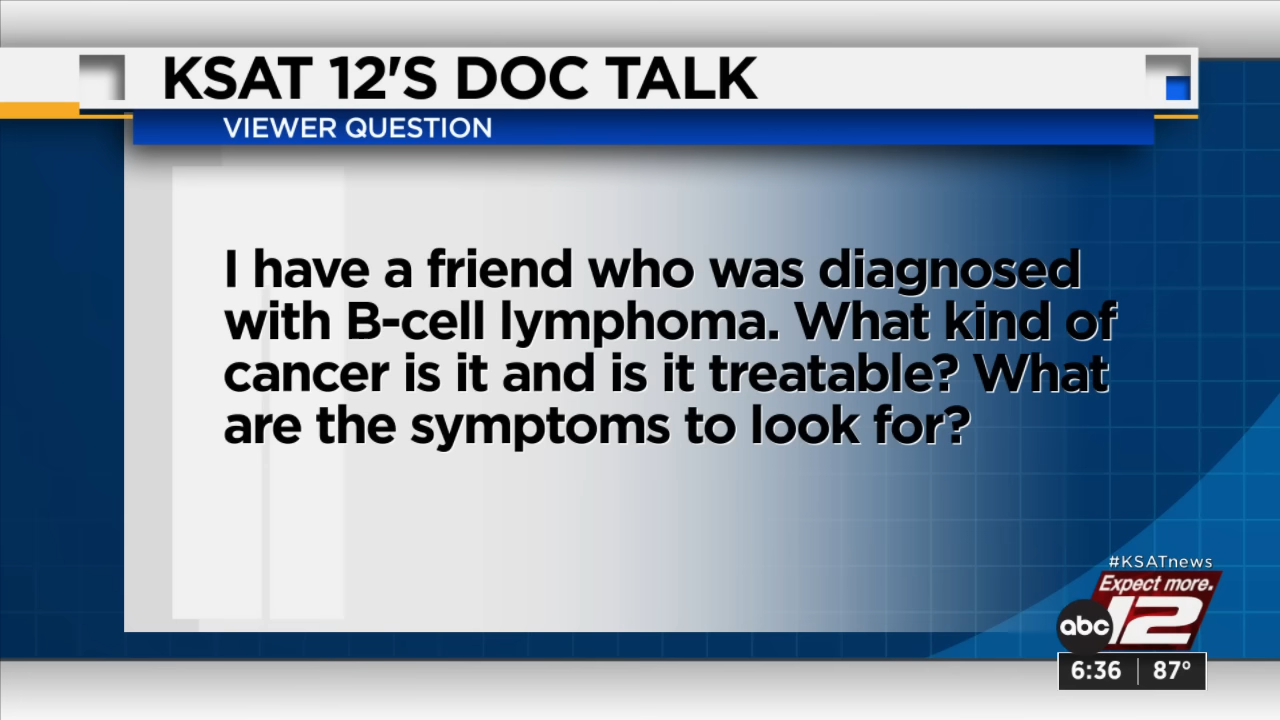 KSAT 12'S DOC TALK
VIEWER QUESTION
I have a friend who was diagnosed
with B-cell lymphoma. What kind of
cancer is it and is it treatable? What
are the symptoms to look for?
#KSATnews
Expect more.
abc 12
6:36 87°